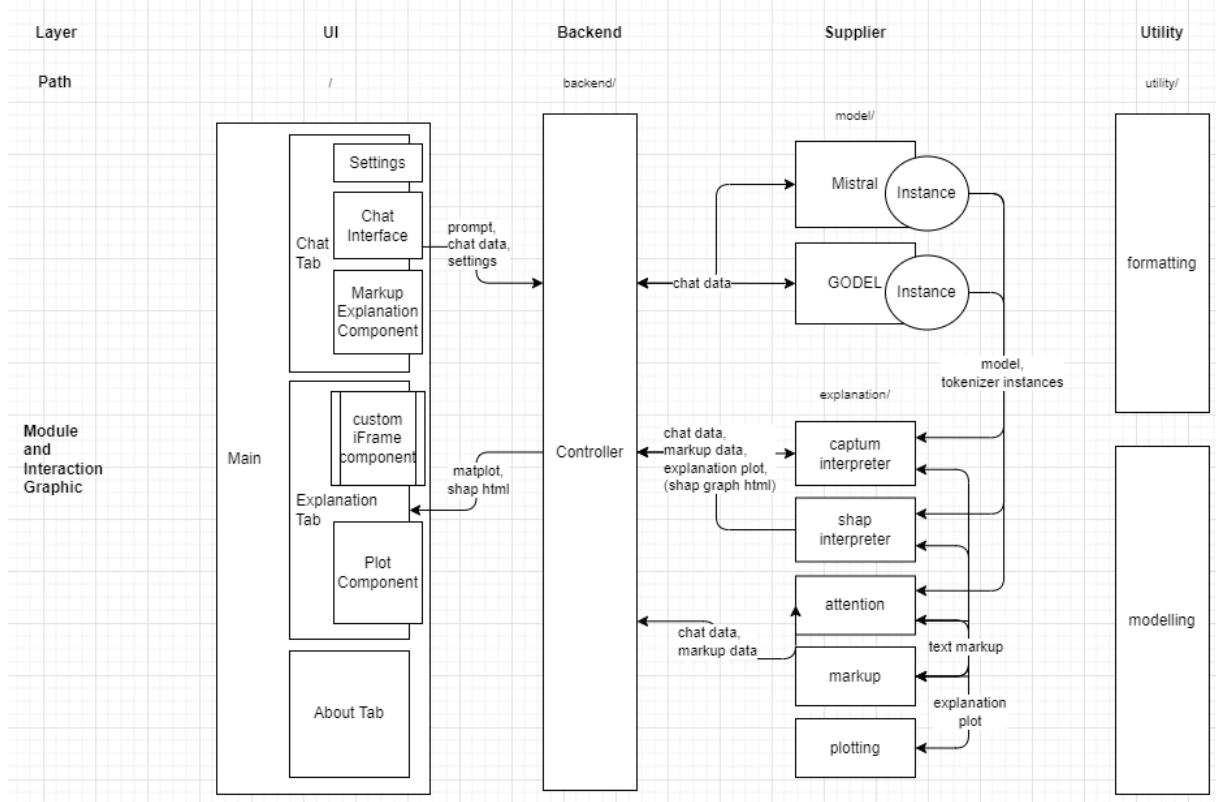 Layer
UI
Backend
Supplier
Utility
Path
/
backend/
utility/
model/
Settings
Chat
Interface
Chat
Tab
Markup
Explanation
Component
prompt,
chat data,
settings
chat data
Mistral
Instance
GODEL
Instance
formatting
model,
tokenizer instances
explanation/
Module
and
Interaction
Graphic
Main
custom
iFrame
component
Explanation
Tab
Plot
Component
matplot,
shap html
Controller
chat data,
markup data,
explanation plot,
(shap graph html)
captum
interpreter
shap
interpreter
attention
chat data,
markup data
text markup
markup
explanation
plot
plotting
modelling
About Tab